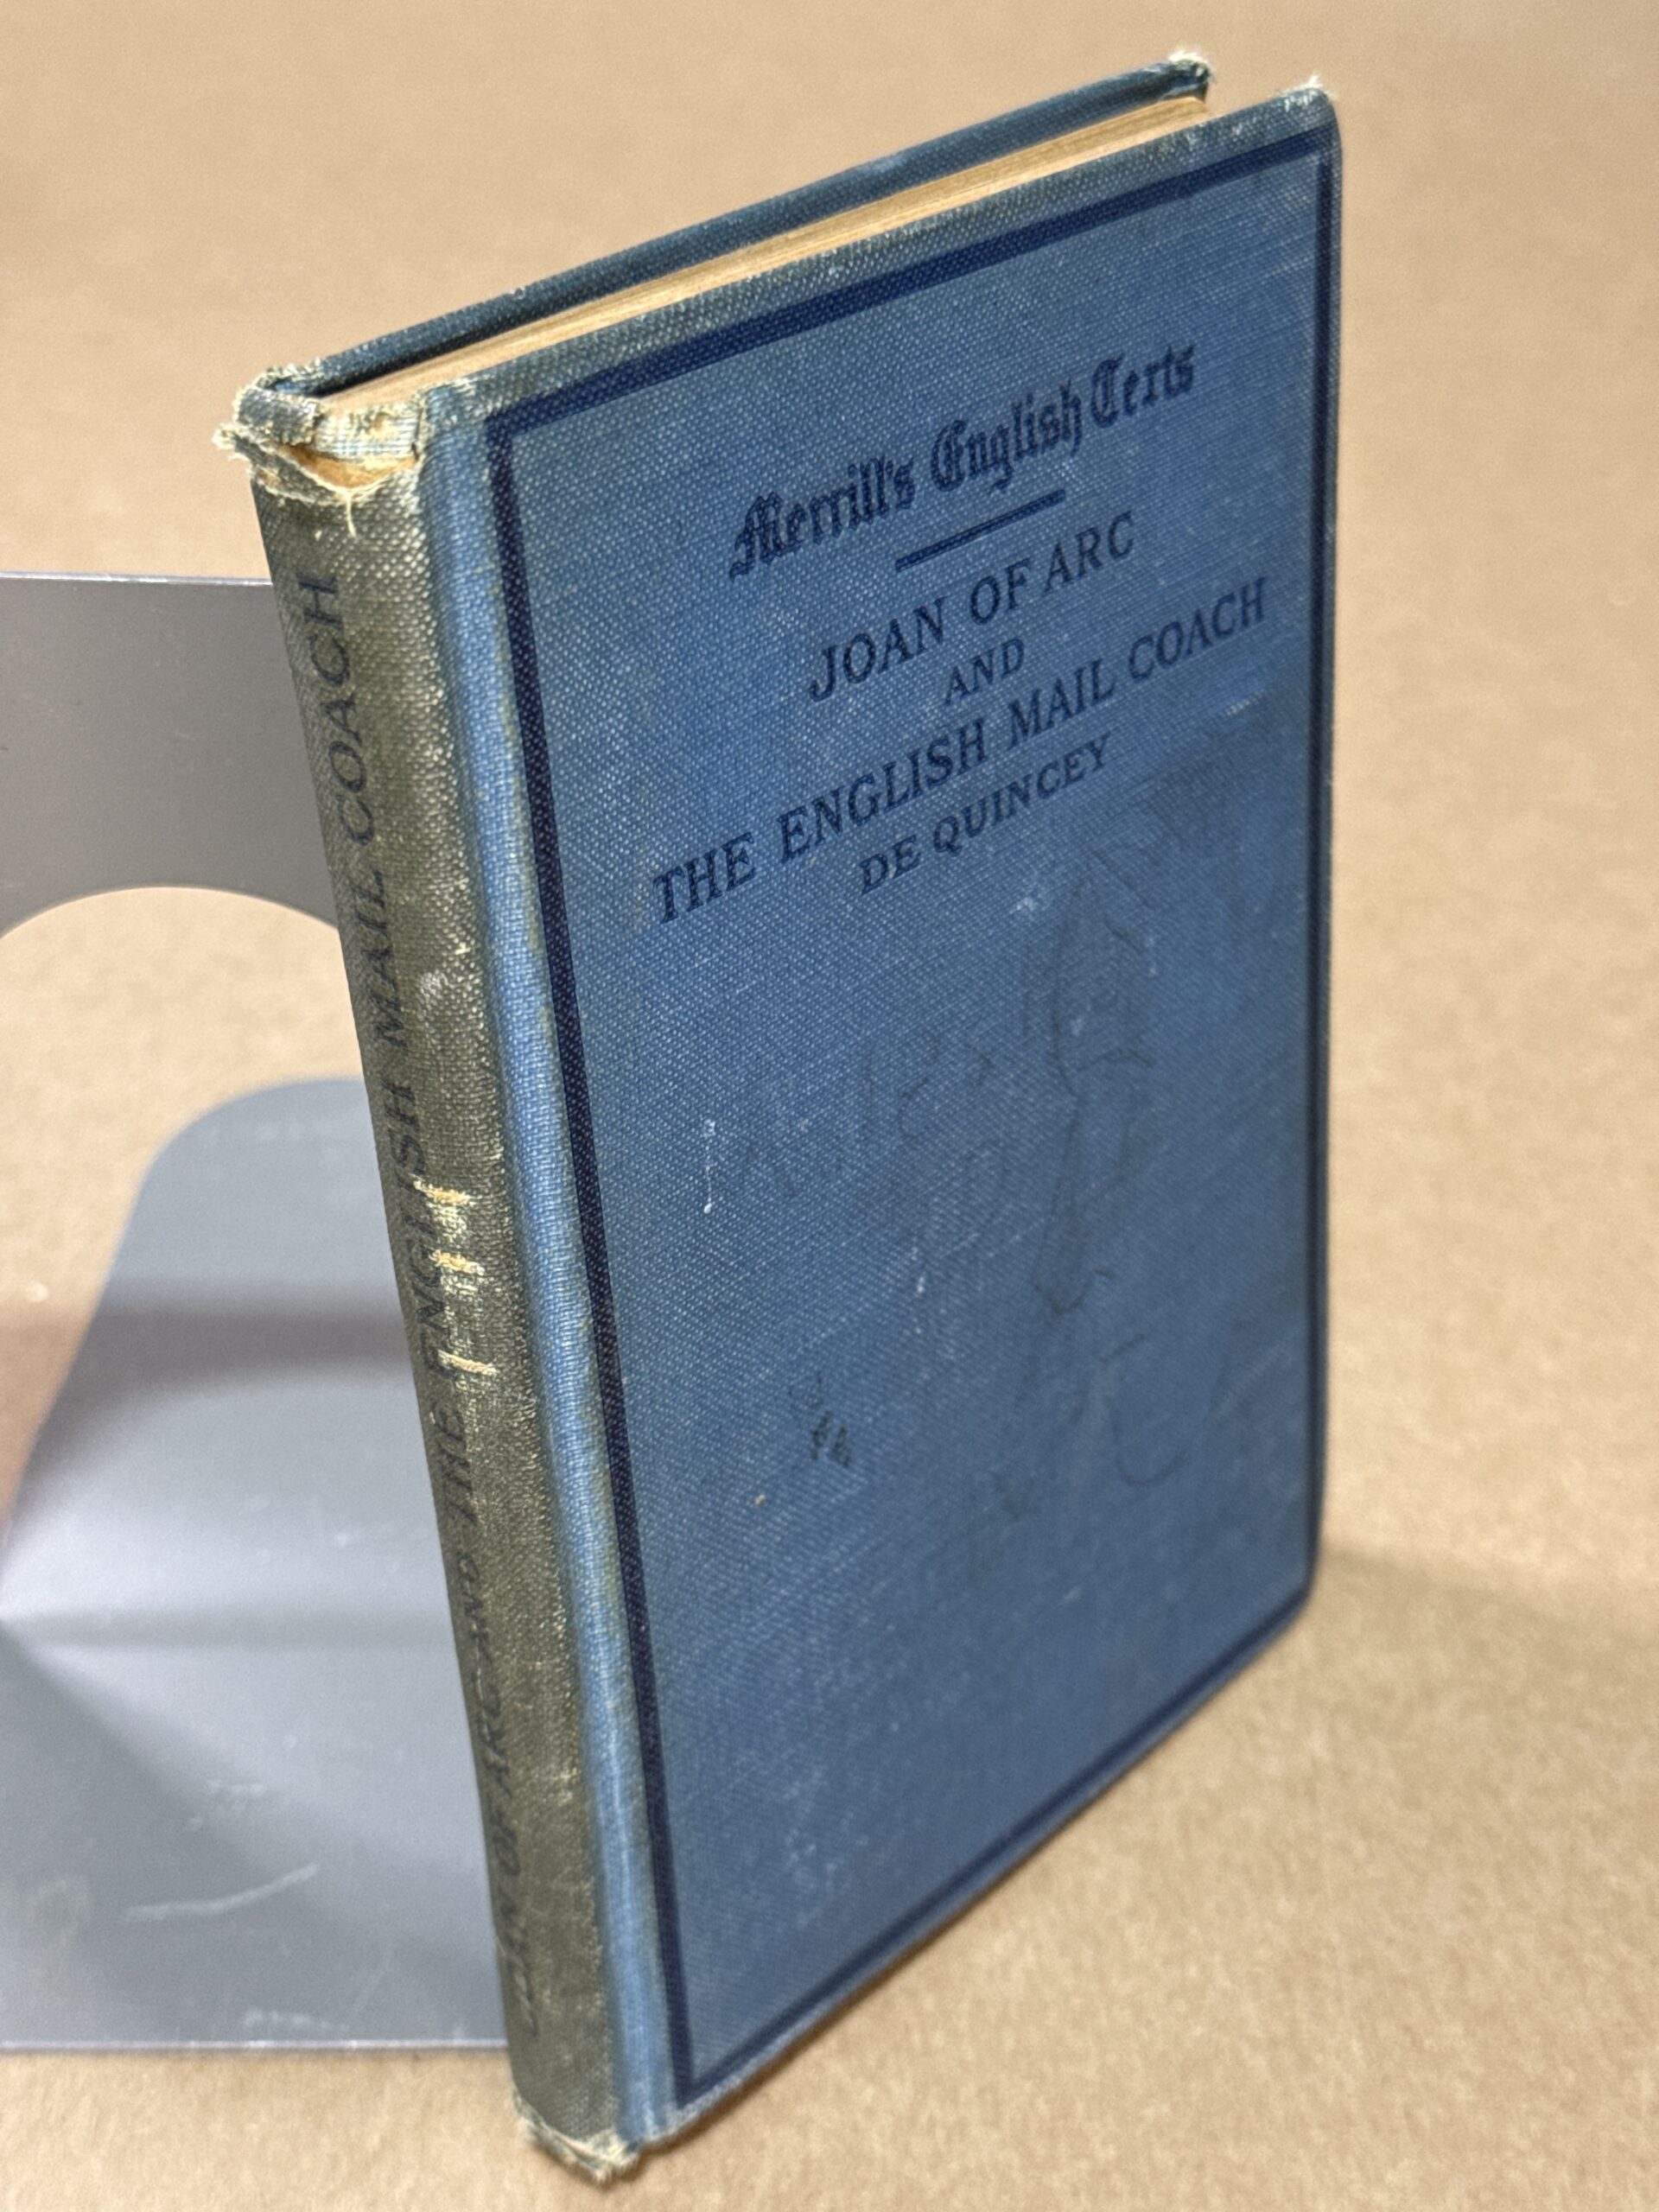 Merrill's English Texts
JOAN OF ARC
AND
THE ENGLISH MAIL COACH
DE QUINCEY
JOAN OF ARC AND THE ENGLISH MAIL COACH